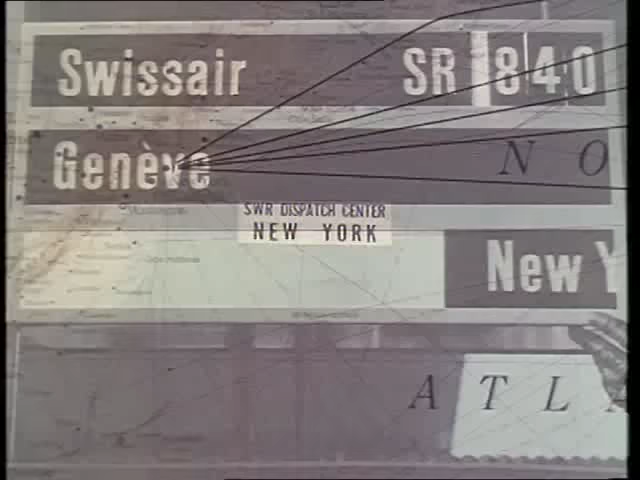 Swissair SR 840
Genève
N O
SWR DISPATCH CENTER
NEW YORK
New Y
A T L A